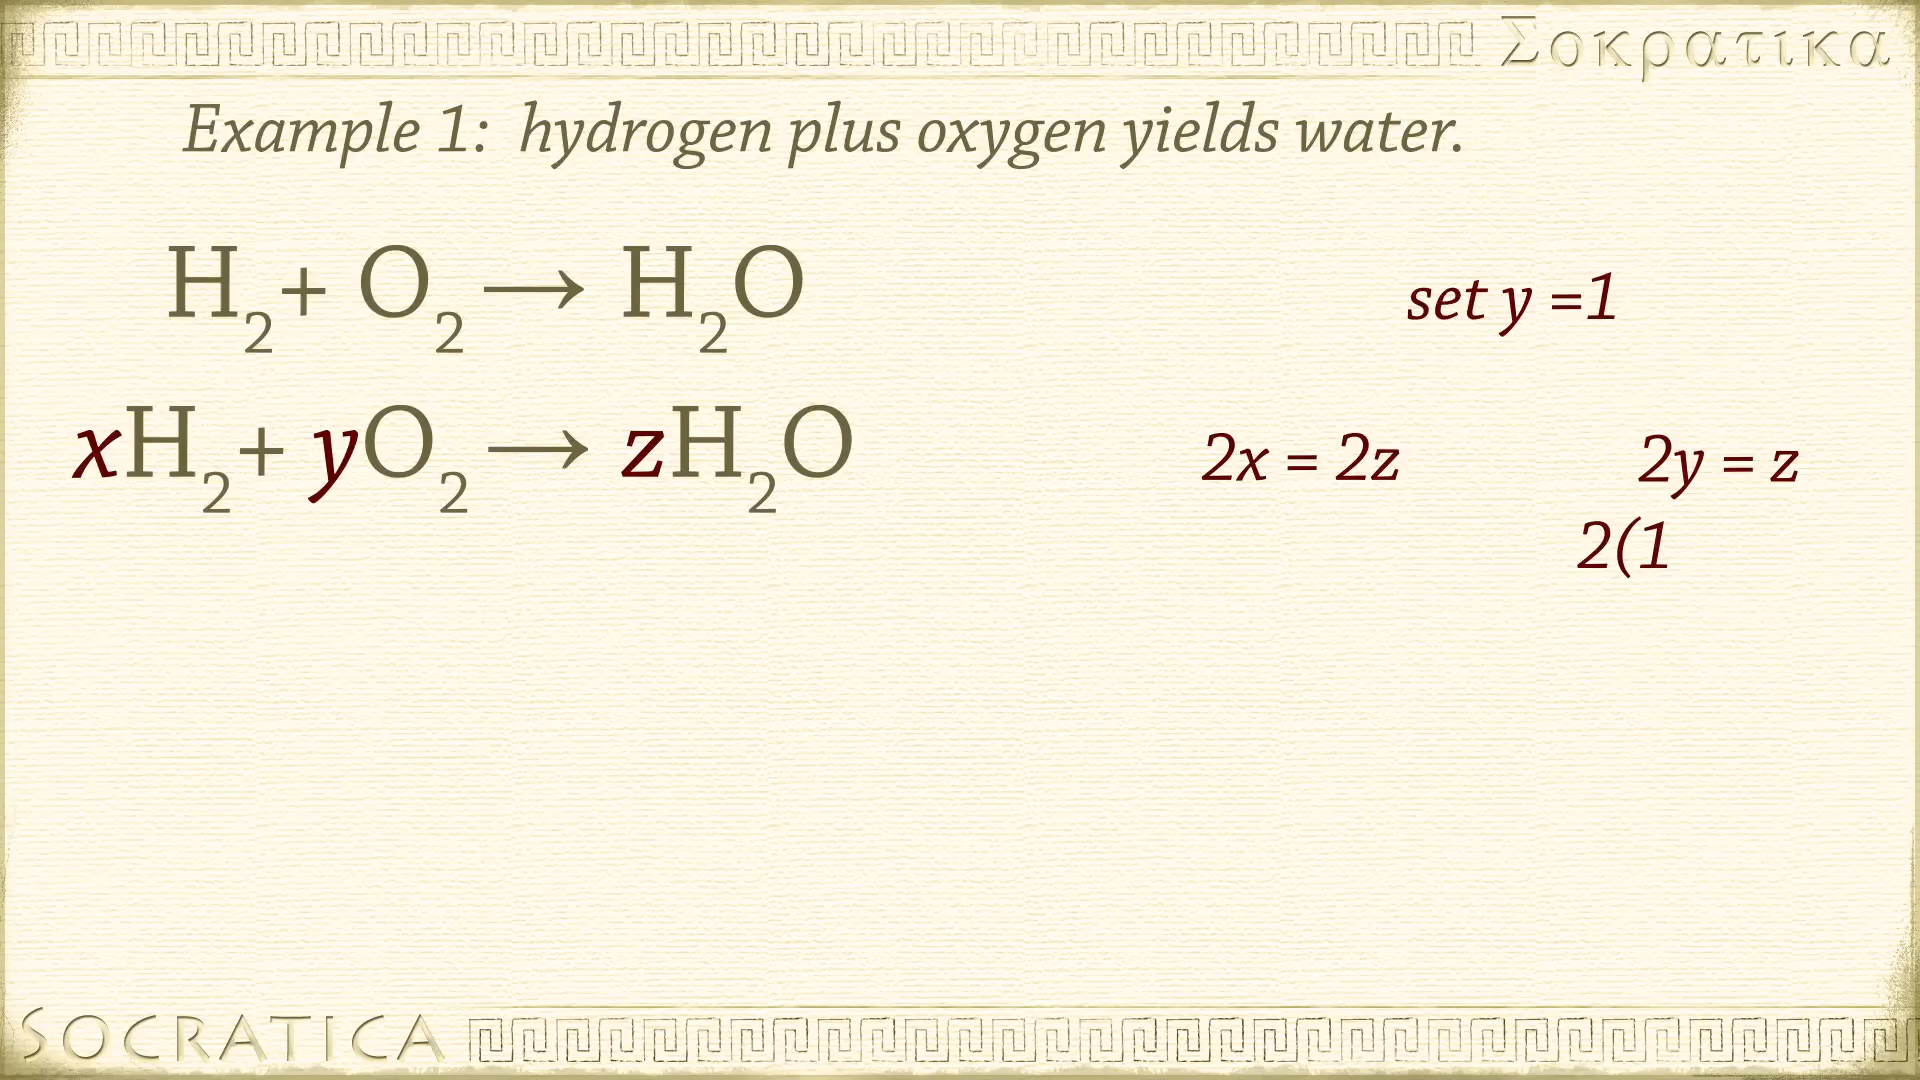 Σοκρατικα
Example 1: hydrogen plus oxygen yields water.
H₂+ O₂ → H₂O
set y =1
xH₂+ yO₂ → zH₂O
2x = 2z
2y = z
2(1
SOCRATICA